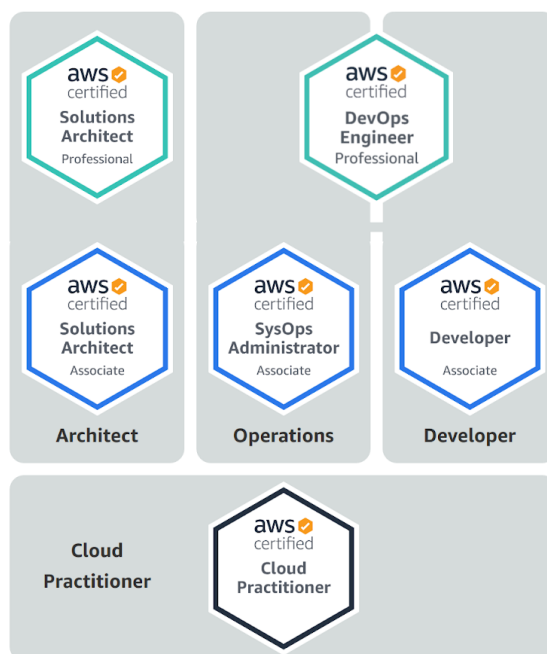 aws
certified
Solutions
Architect
Professional
aws
certified
DevOps
Engineer
Professional
aws
certified
Solutions
Architect
Associate
aws
certified
SysOps
Administrator
Associate
aws
certified
Developer
Associate
Architect
Operations
Developer
Cloud
Practitioner
aws
certified
Cloud
Practitioner